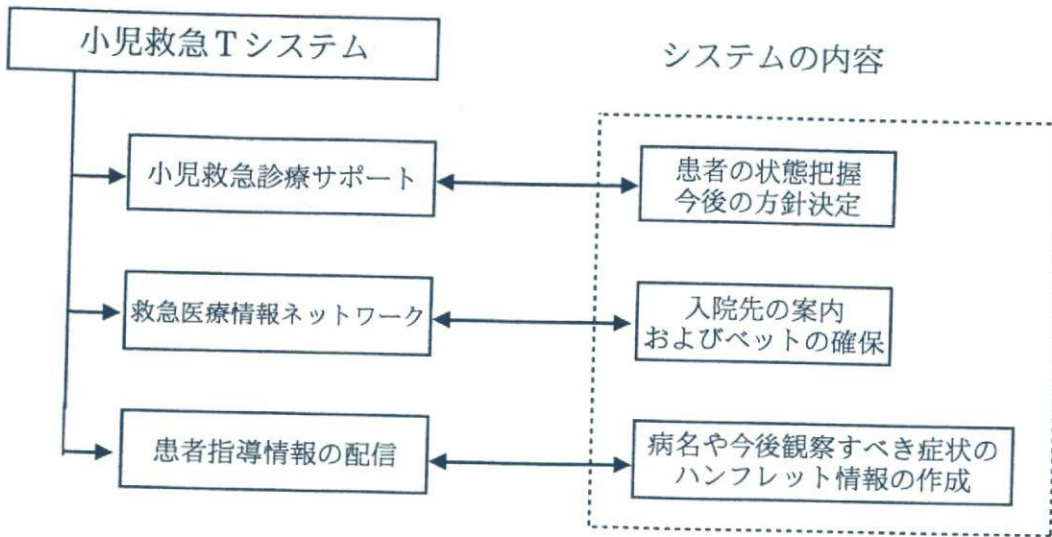 小児救急Tシステム
システムの内容
小児救急診療サポート
患者の状態把握
今後の方針決定
救急医療情報ネットワーク
入院先の案内
およびベットの確保
患者指導情報の配信
病名や今後観察すべき症状の
ハンフレット情報の作成